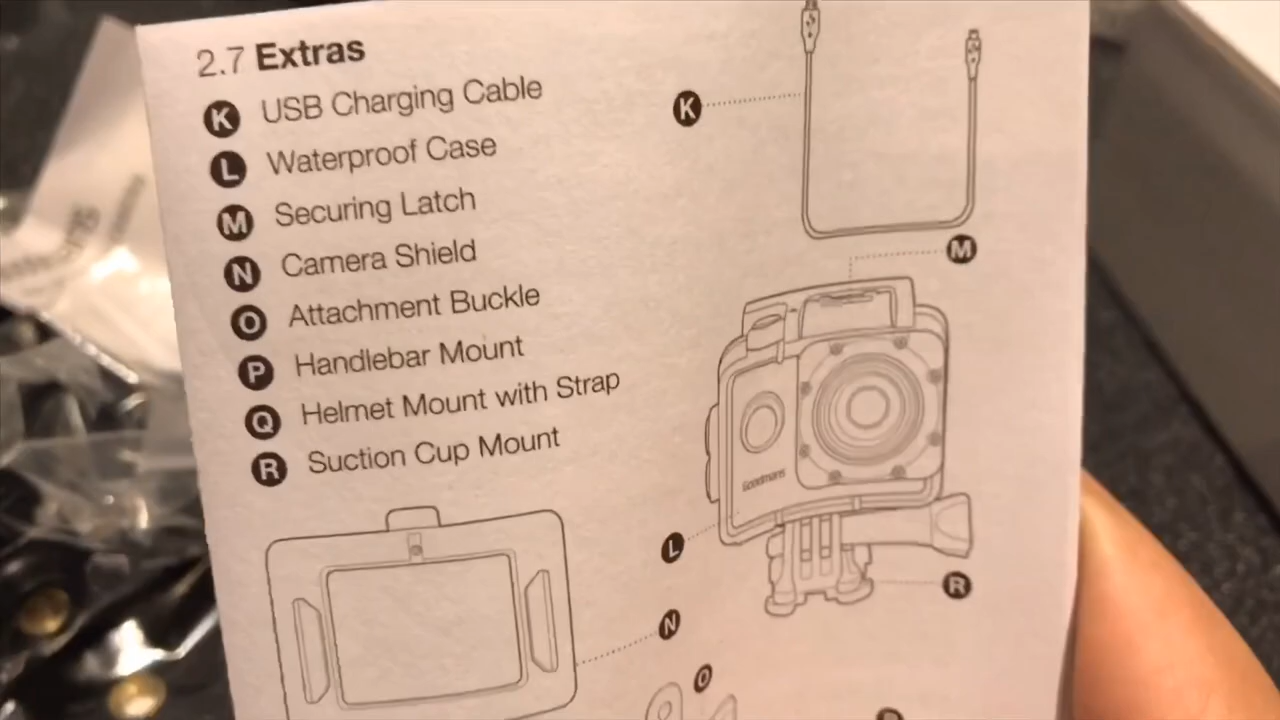 2.7 Extras
K USB Charging Cable
L Waterproof Case
M Securing Latch
N Camera Shield
O Attachment Buckle
P Handlebar Mount
Q Helmet Mount with Strap
R Suction Cup Mount
K
M
Goodmans
L
R
N
O